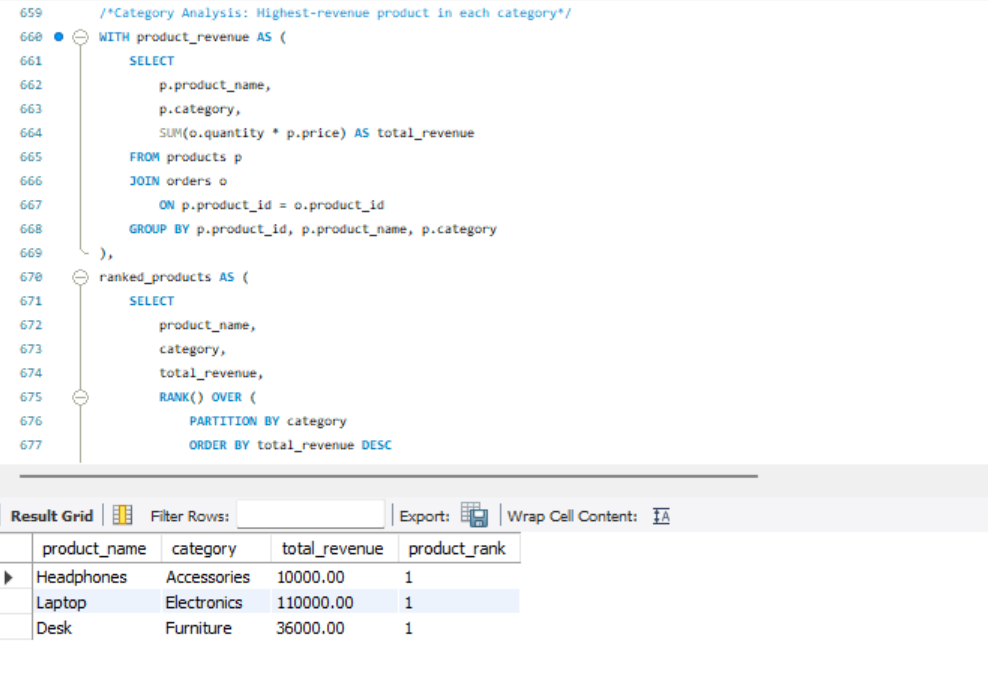 659 /*Category Analysis: Highest-revenue product in each category*/
660 WITH product_revenue AS (
661 SELECT
662 p.product_name,
663 p.category,
664 SUM(o.quantity * p.price) AS total_revenue
665 FROM products p
666 JOIN orders o
667 ON p.product_id = o.product_id
668 GROUP BY p.product_id, p.product_name, p.category
669 ),
670 ranked_products AS (
671 SELECT
672 product_name,
673 category,
674 total_revenue,
675 RANK() OVER (
676 PARTITION BY category
677 ORDER BY total_revenue DESC
Result Grid Filter Rows: Export: Wrap Cell Content: IA
product_name category total_revenue product_rank
Headphones Accessories 10000.00 1
Laptop Electronics 110000.00 1
Desk Furniture 36000.00 1